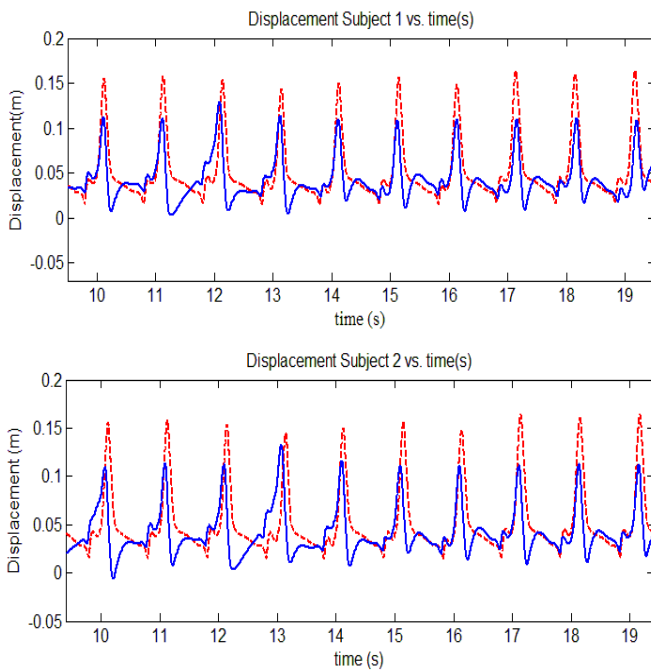 Displacement Subject 1 vs. time(s)
Displacement(m)
0.2
0.15
0.1
0.05
0
-0.05
10 11 12 13 14 15 16 17 18 19
time (s)
Displacement Subject 2 vs. time(s)
Displacement (m)
0.2
0.15
0.1
0.05
0
-0.05
10 11 12 13 14 15 16 17 18 19
time (s)